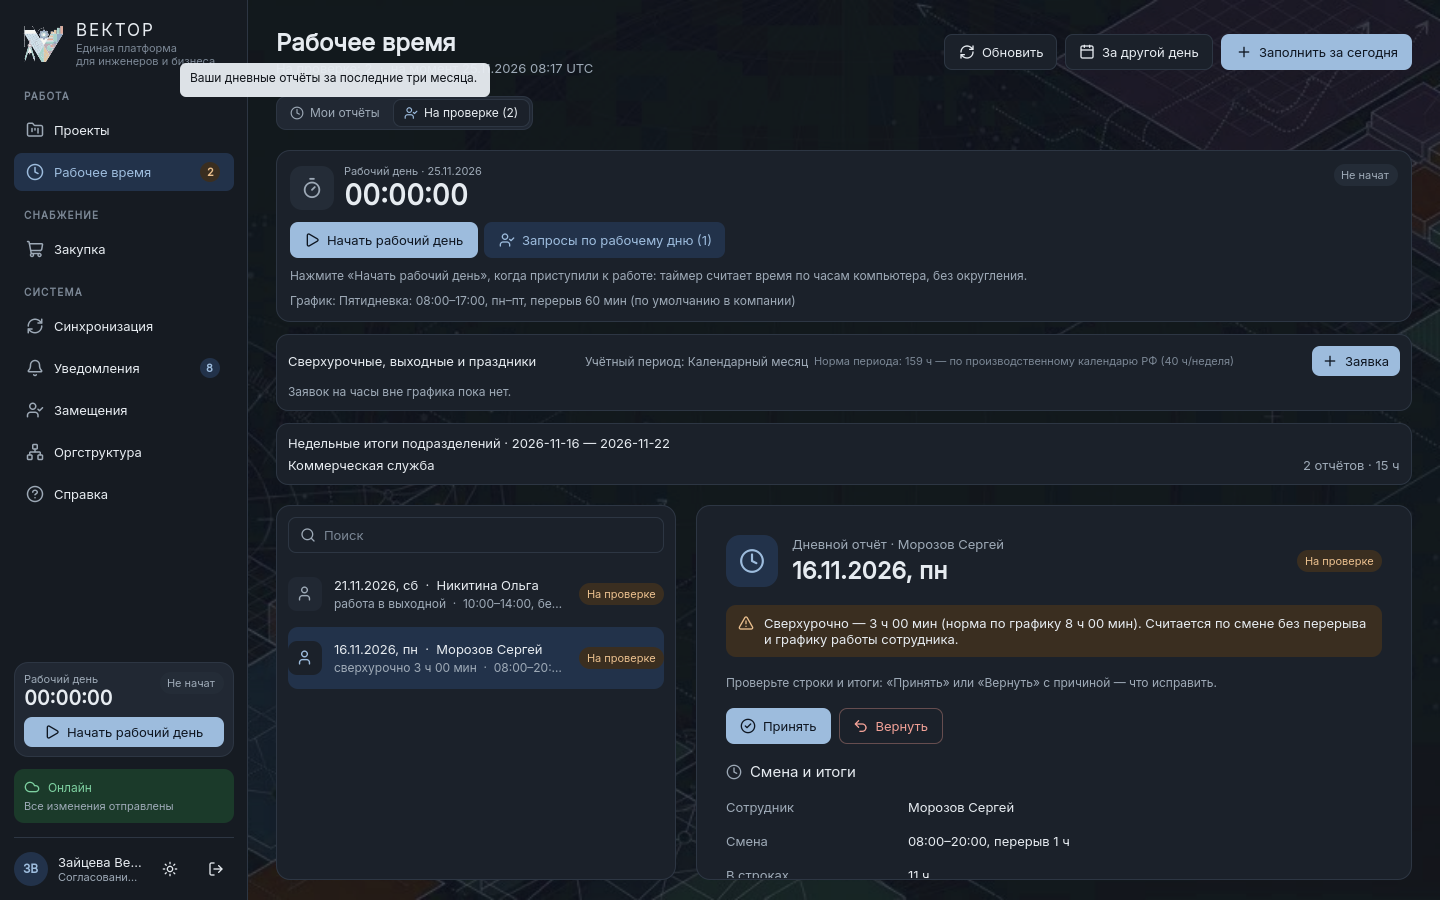 ВЕКТОР
Единая платформа
для инженеров и бизнеса
РАБОТА
Проекты
Рабочее время
2
СНАБЖЕНИЕ
Закупка
СИСТЕМА
Синхронизация
Уведомления
8
Замещения
Оргструктура
Справка
Рабочий день
Не начат
00:00:00
Начать рабочий день
Онлайн
Все изменения отправлены
ЗВ
Зайцева Ве...
Согласовани...
Рабочее время
Обновить
За другой день
Заполнить за сегодня
.2026 08:17 UTC
Ваши дневные отчёты за последние три месяца.
Мои отчёты
На проверке (2)
Рабочий день · 25.11.2026
Не начат
00:00:00
Начать рабочий день
Запросы по рабочему дню (1)
Нажмите «Начать рабочий день», когда приступили к работе: таймер считает время по часам компьютера, без округления.
График: Пятидневка: 08:00–17:00, пн–пт, перерыв 60 мин (по умолчанию в компании)
Сверхурочные, выходные и праздники
Учётный период: Календарный месяц
Норма периода: 159 ч — по производственному календарю РФ (40 ч/неделя)
Заявка
Заявок на часы вне графика пока нет.
Недельные итоги подразделений · 2026-11-16 — 2026-11-22
Коммерческая служба
2 отчётов · 15 ч
Поиск
21.11.2026, сб · Никитина Ольга
работа в выходной · 10:00–14:00, бе...
На проверке
16.11.2026, пн · Морозов Сергей
сверхурочно 3 ч 00 мин · 08:00–20:...
На проверке
Дневной отчёт · Морозов Сергей
16.11.2026, пн
На проверке
Сверхурочно — 3 ч 00 мин (норма по графику 8 ч 00 мин). Считается по смене без перерыва
и графику работы сотрудника.
Проверьте строки и итоги: «Принять» или «Вернуть» с причиной — что исправить.
Принять
Вернуть
Смена и итоги
Сотрудник
Морозов Сергей
Смена
08:00–20:00, перерыв 1 ч
В строках
11 ч